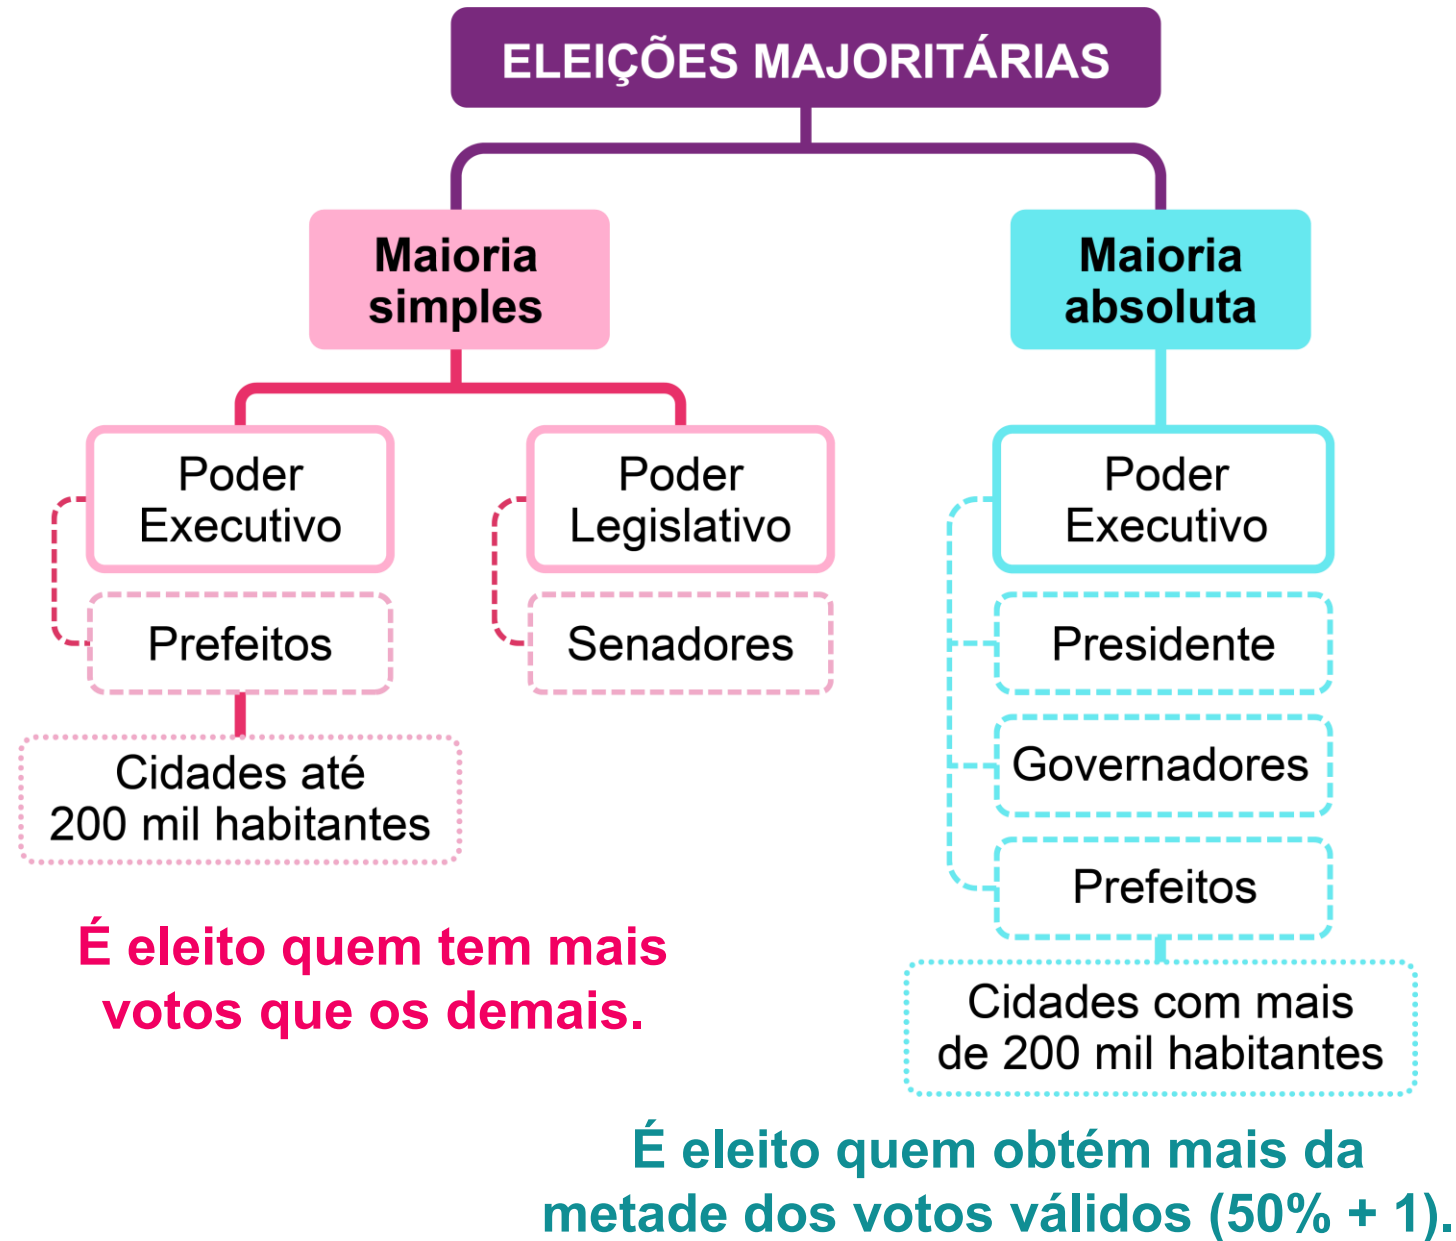 ELEIÇÕES MAJORITÁRIAS
Maioria
simples
Poder
Executivo
Prefeitos
Cidades até
200 mil habitantes
Poder
Legislativo
Senadores
É eleito quem tem mais
votos que os demais.
Maioria
absoluta
Poder
Executivo
Presidente
Governadores
Prefeitos
Cidades com mais
de 200 mil habitantes
É eleito quem obtém mais da
metade dos votos válidos (50% + 1).